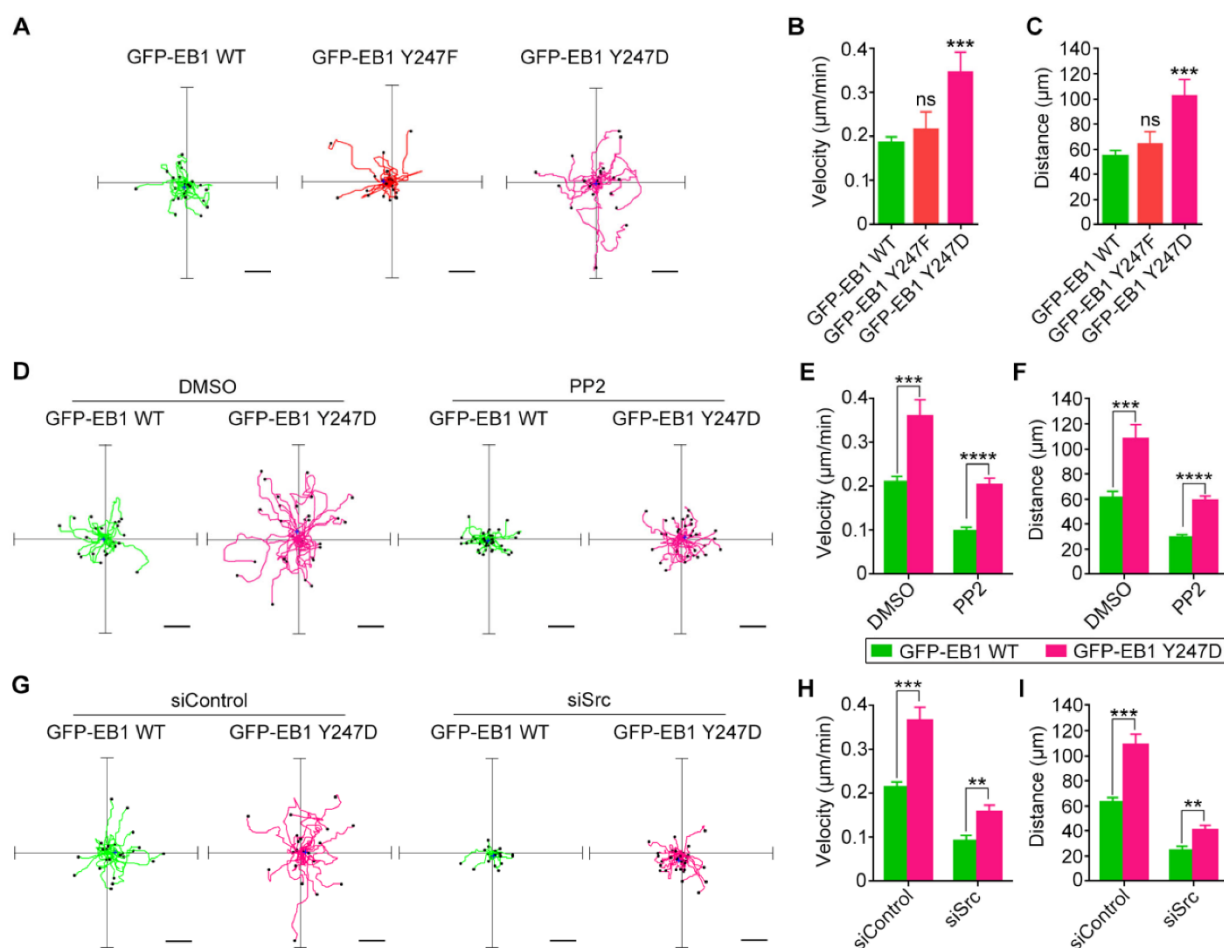 A
GFP-EB1 WT
GFP-EB1 Y247F
GFP-EB1 Y247D
B
Velocity (μm/min)
0.4
0.3
0.2
0.1
0
ns
***
GFP-EB1 WT
GFP-EB1 Y247F
GFP-EB1 Y247D
C
Distance (μm)
140
120
100
80
60
40
20
0
ns
***
GFP-EB1 WT
GFP-EB1 Y247F
GFP-EB1 Y247D
D
DMSO
PP2
GFP-EB1 WT
GFP-EB1 Y247D
GFP-EB1 WT
GFP-EB1 Y247D
E
Velocity (μm/min)
0.4
0.3
0.2
0.1
0
***
****
DMSO
PP2
F
Distance (μm)
140
120
100
80
60
40
20
0
***
****
DMSO
PP2
GFP-EB1 WT
GFP-EB1 Y247D
G
siControl
siSrc
GFP-EB1 WT
GFP-EB1 Y247D
GFP-EB1 WT
GFP-EB1 Y247D
H
Velocity (μm/min)
0.4
0.3
0.2
0.1
0
***
**
siControl
siSrc
I
Distance (μm)
140
120
100
80
60
40
20
0
***
**
siControl
siSrc